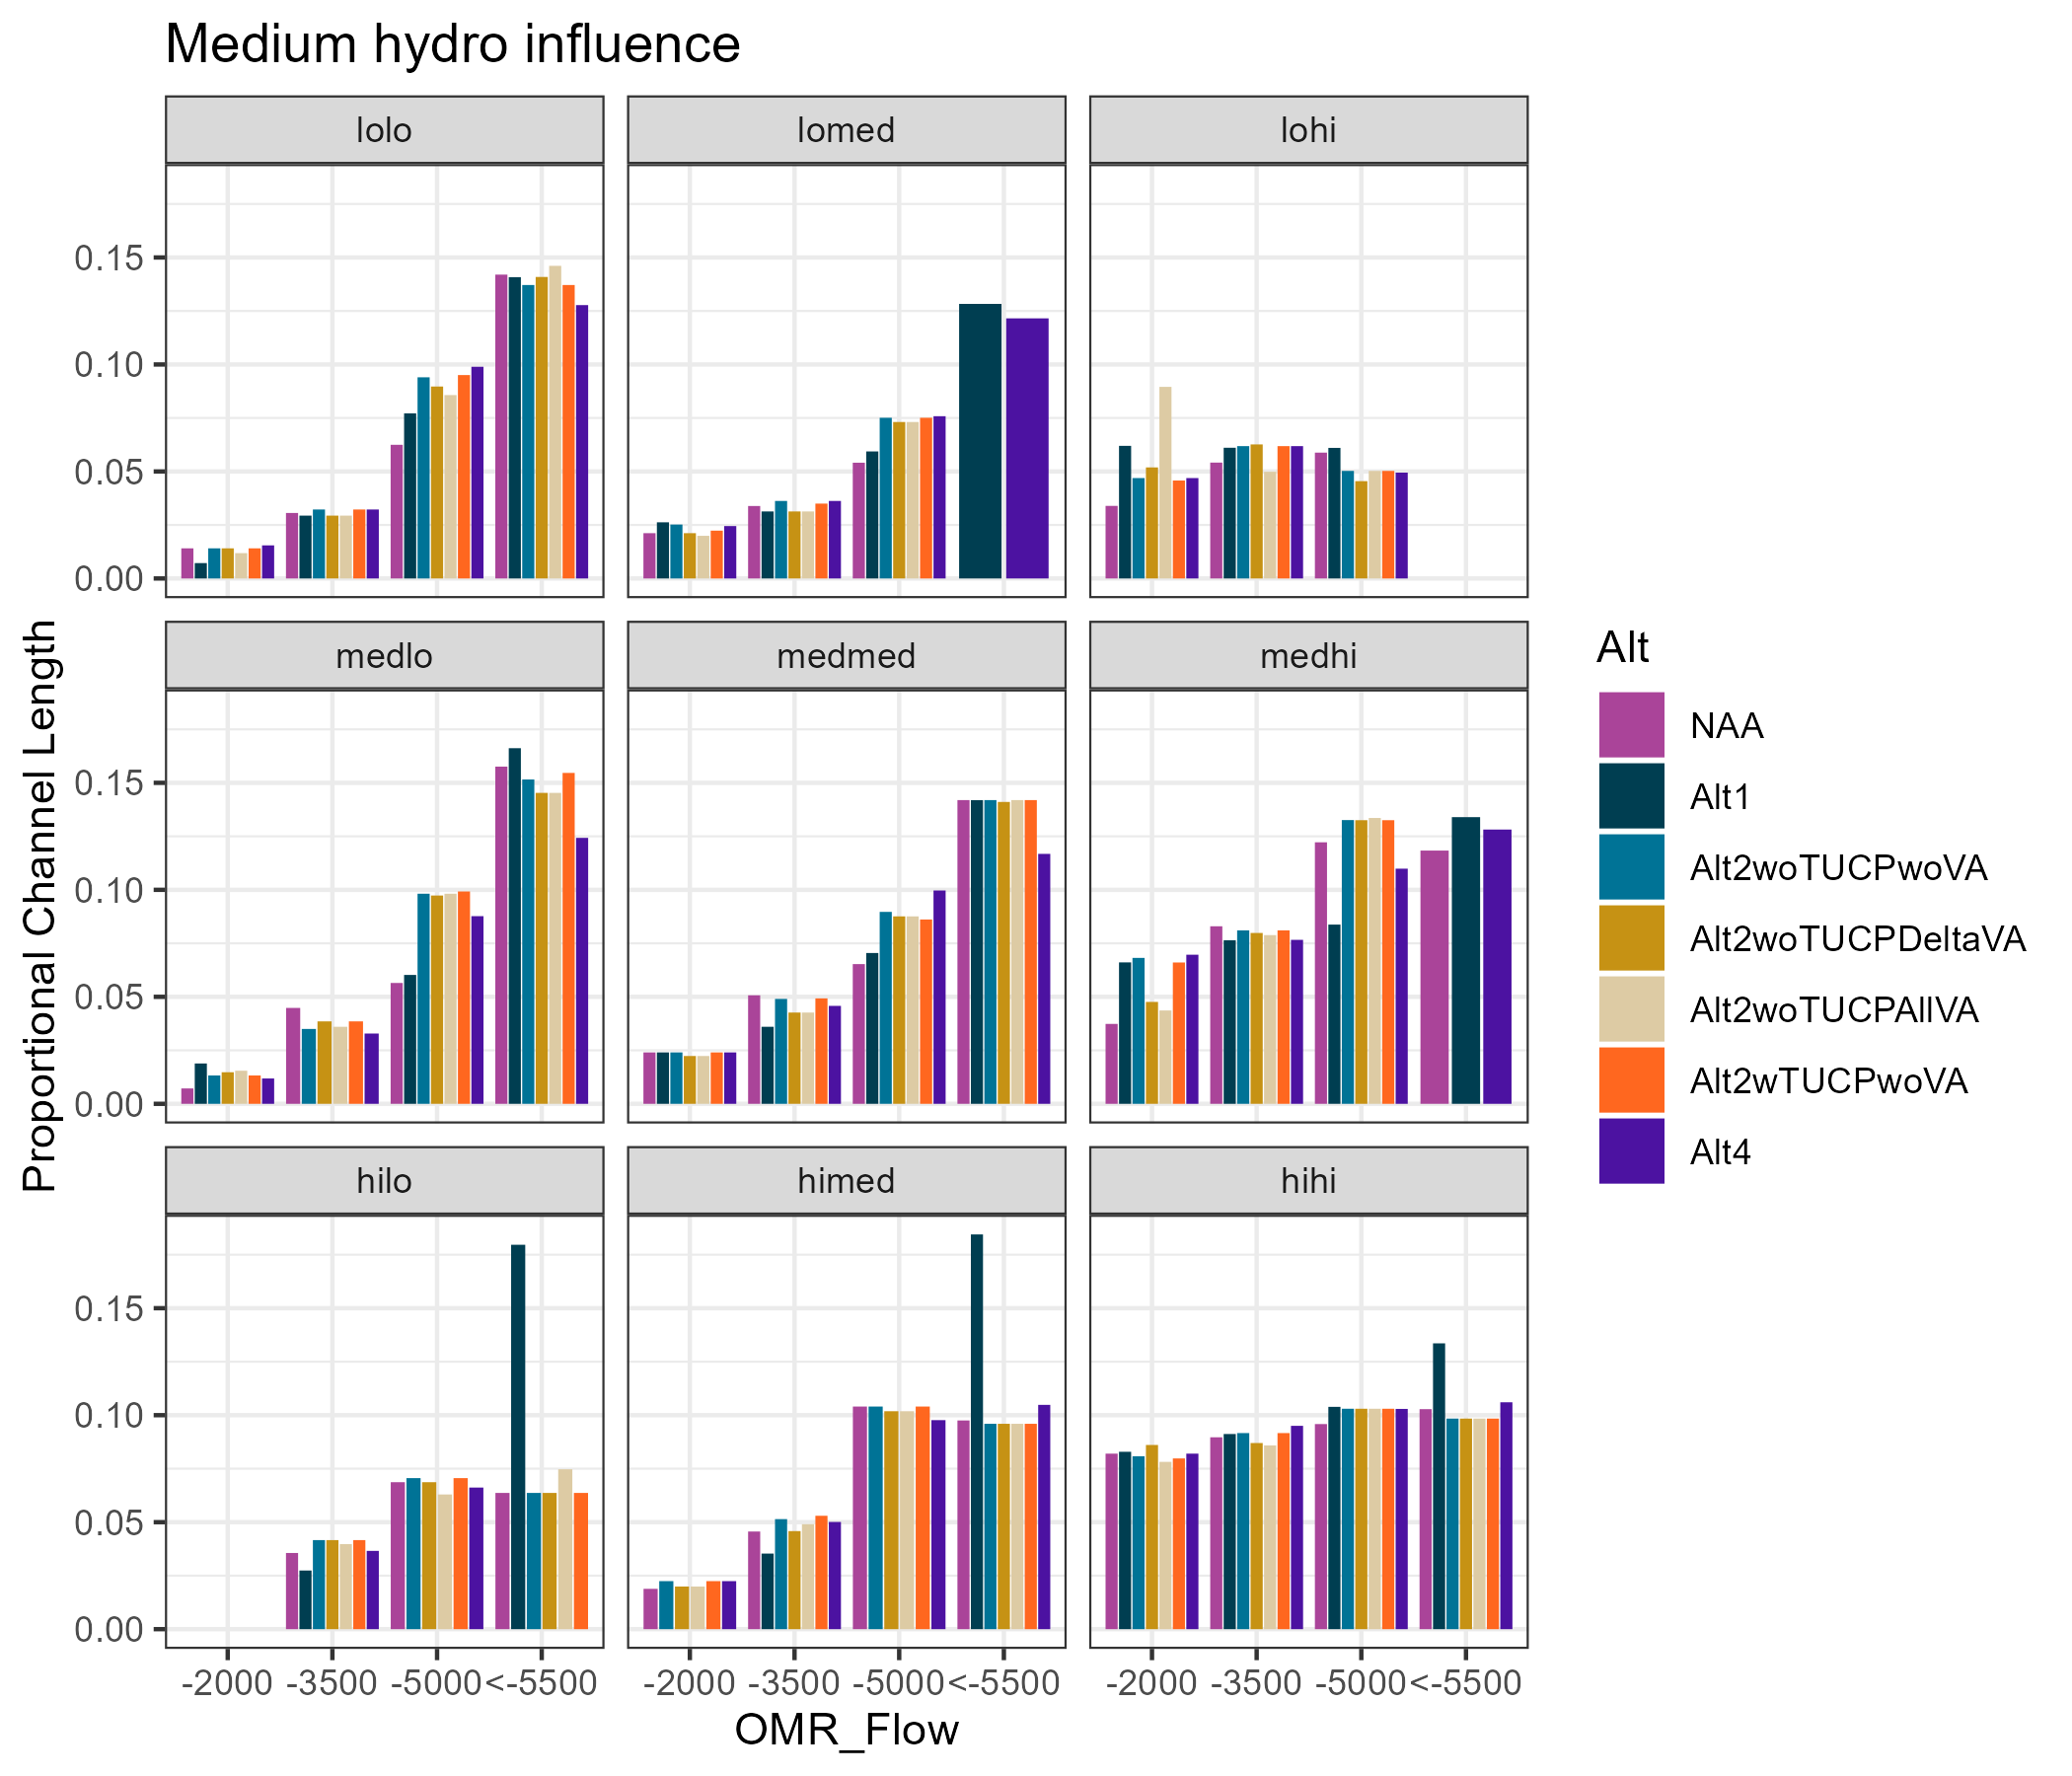 Medium hydro influence
lolo
lomed
lohi
0.15
0.10
0.05
0.00
medlo
medmed
medhi
0.15
0.10
0.05
0.00
hilo
himed
hihi
0.15
0.10
0.05
0.00
-2000 -3500 -5000 <-5500
-2000 -3500 -5000 <-5500
-2000 -3500 -5000 <-5500
OMR_Flow
Proportional Channel Length
Alt
NAA
Alt1
Alt2woTUCPwoVA
Alt2woTUCPDeltaVA
Alt2woTUCPAllVA
Alt2wTUCPwoVA
Alt4